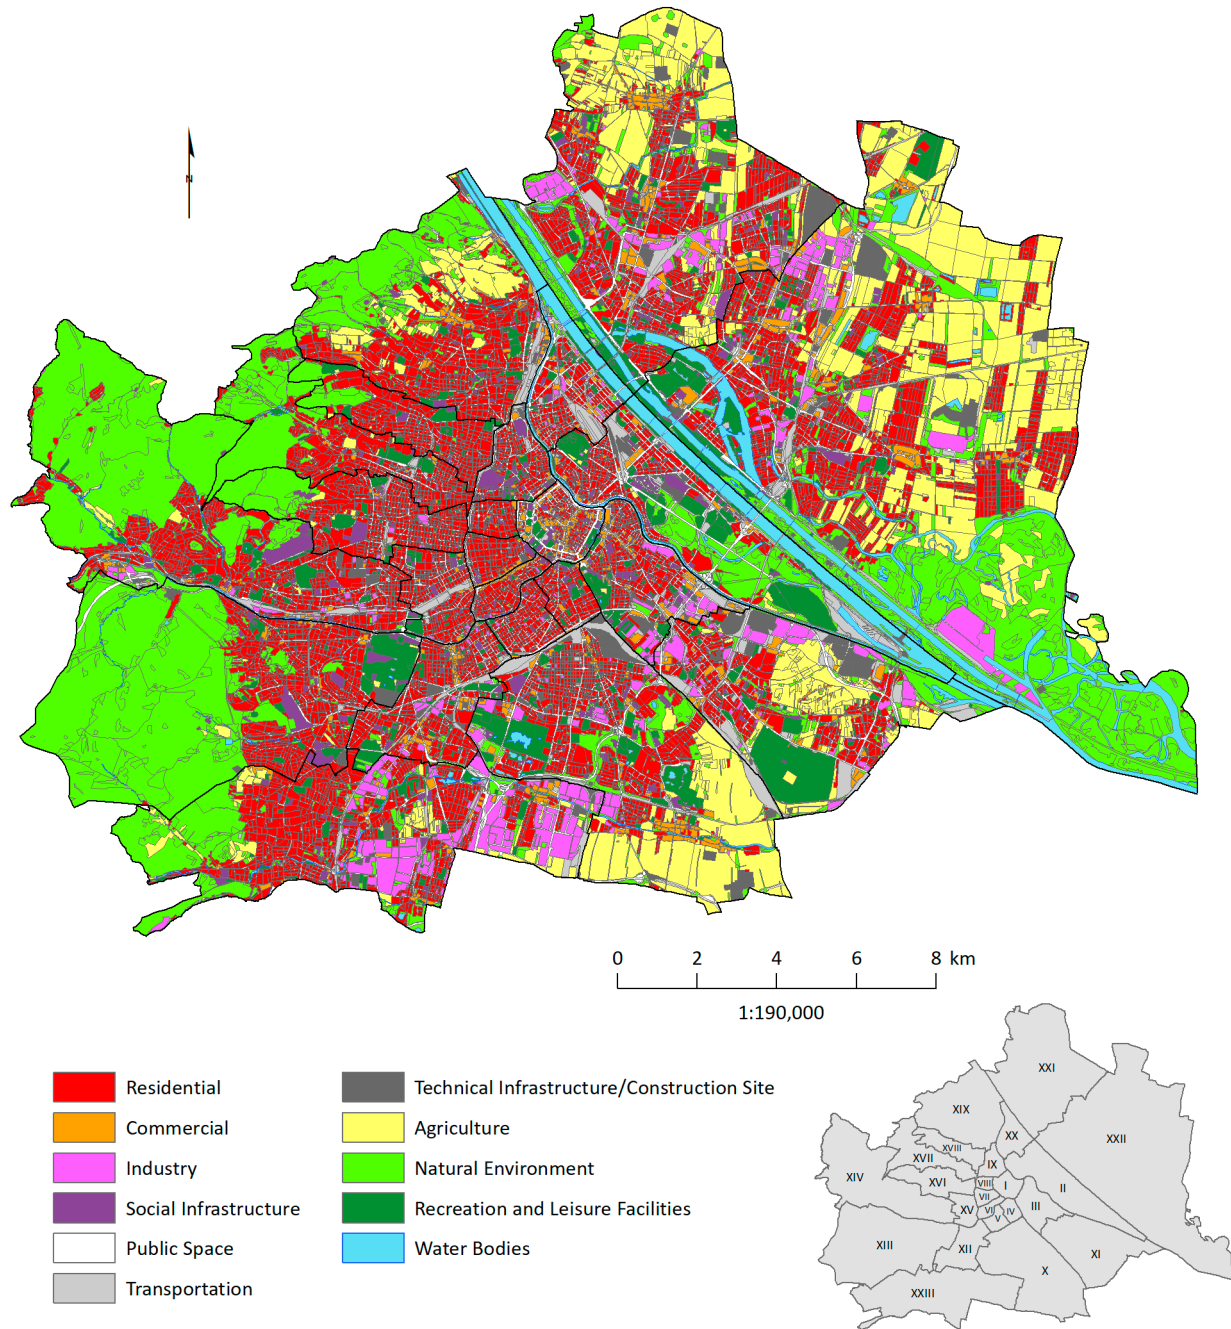 N
0 2 4 6 8 km
1:190,000
Residential
Commercial
Industry
Social Infrastructure
Public Space
Transportation
Technical Infrastructure/Construction Site
Agriculture
Natural Environment
Recreation and Leisure Facilities
Water Bodies
XXI
XIX
XX
XXII
XVIII
XVII
IX
XIV
XVI
VIII
I
II
VII
XV
VI
IV
III
V
XIII
XII
XI
X
XXIII